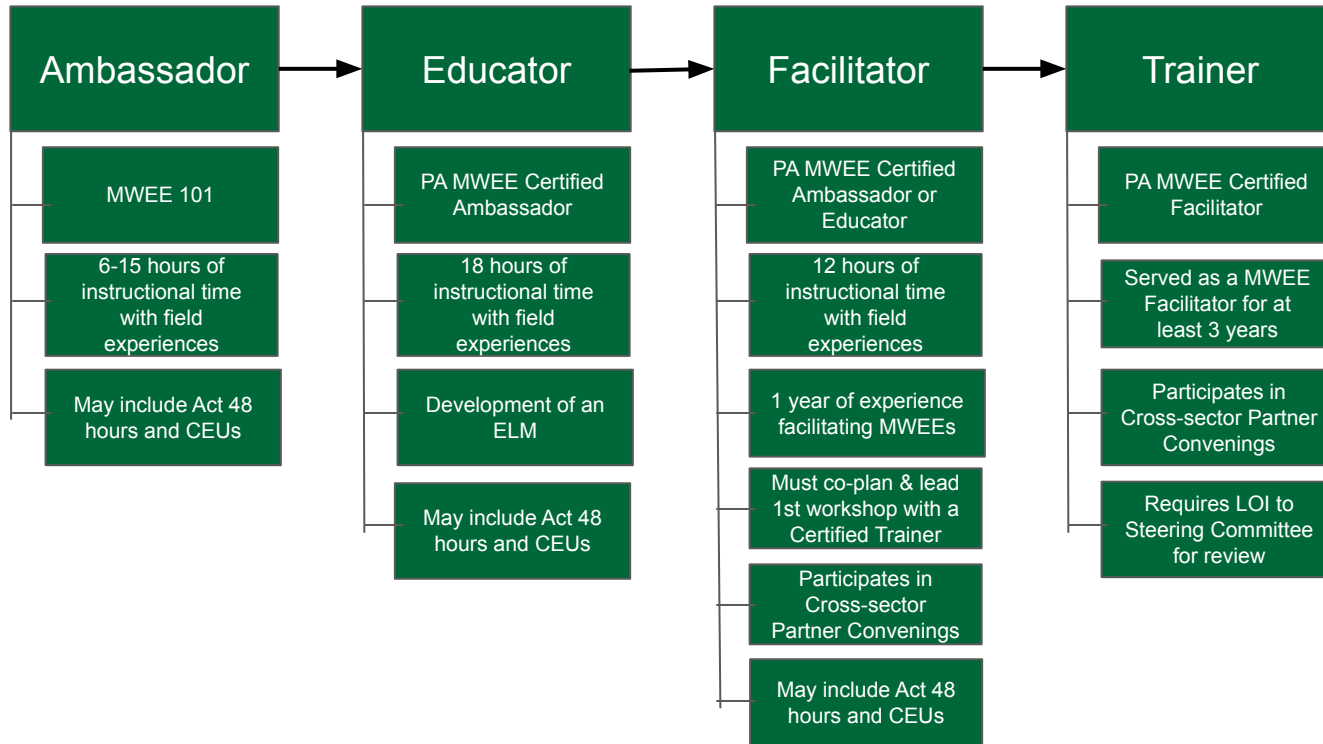 Ambassador
MWEE 101
6-15 hours of
instructional time
with field
experiences
May include Act 48
hours and CEUs
Educator
PA MWEE Certified
Ambassador
18 hours of
instructional time
with field
experiences
Development of an
ELM
May include Act 48
hours and CEUs
Facilitator
PA MWEE Certified
Ambassador or
Educator
12 hours of
instructional time
with field
experiences
1 year of experience
facilitating MWEEs
Must co-plan & lead
1st workshop with a
Certified Trainer
Participates in
Cross-sector
Partner Convenings
May include Act 48
hours and CEUs
Trainer
PA MWEE Certified
Facilitator
Served as a MWEE
Facilitator for at
least 3 years
Participates in
Cross-sector Partner
Convenings
Requires LOI to
Steering Committee
for review